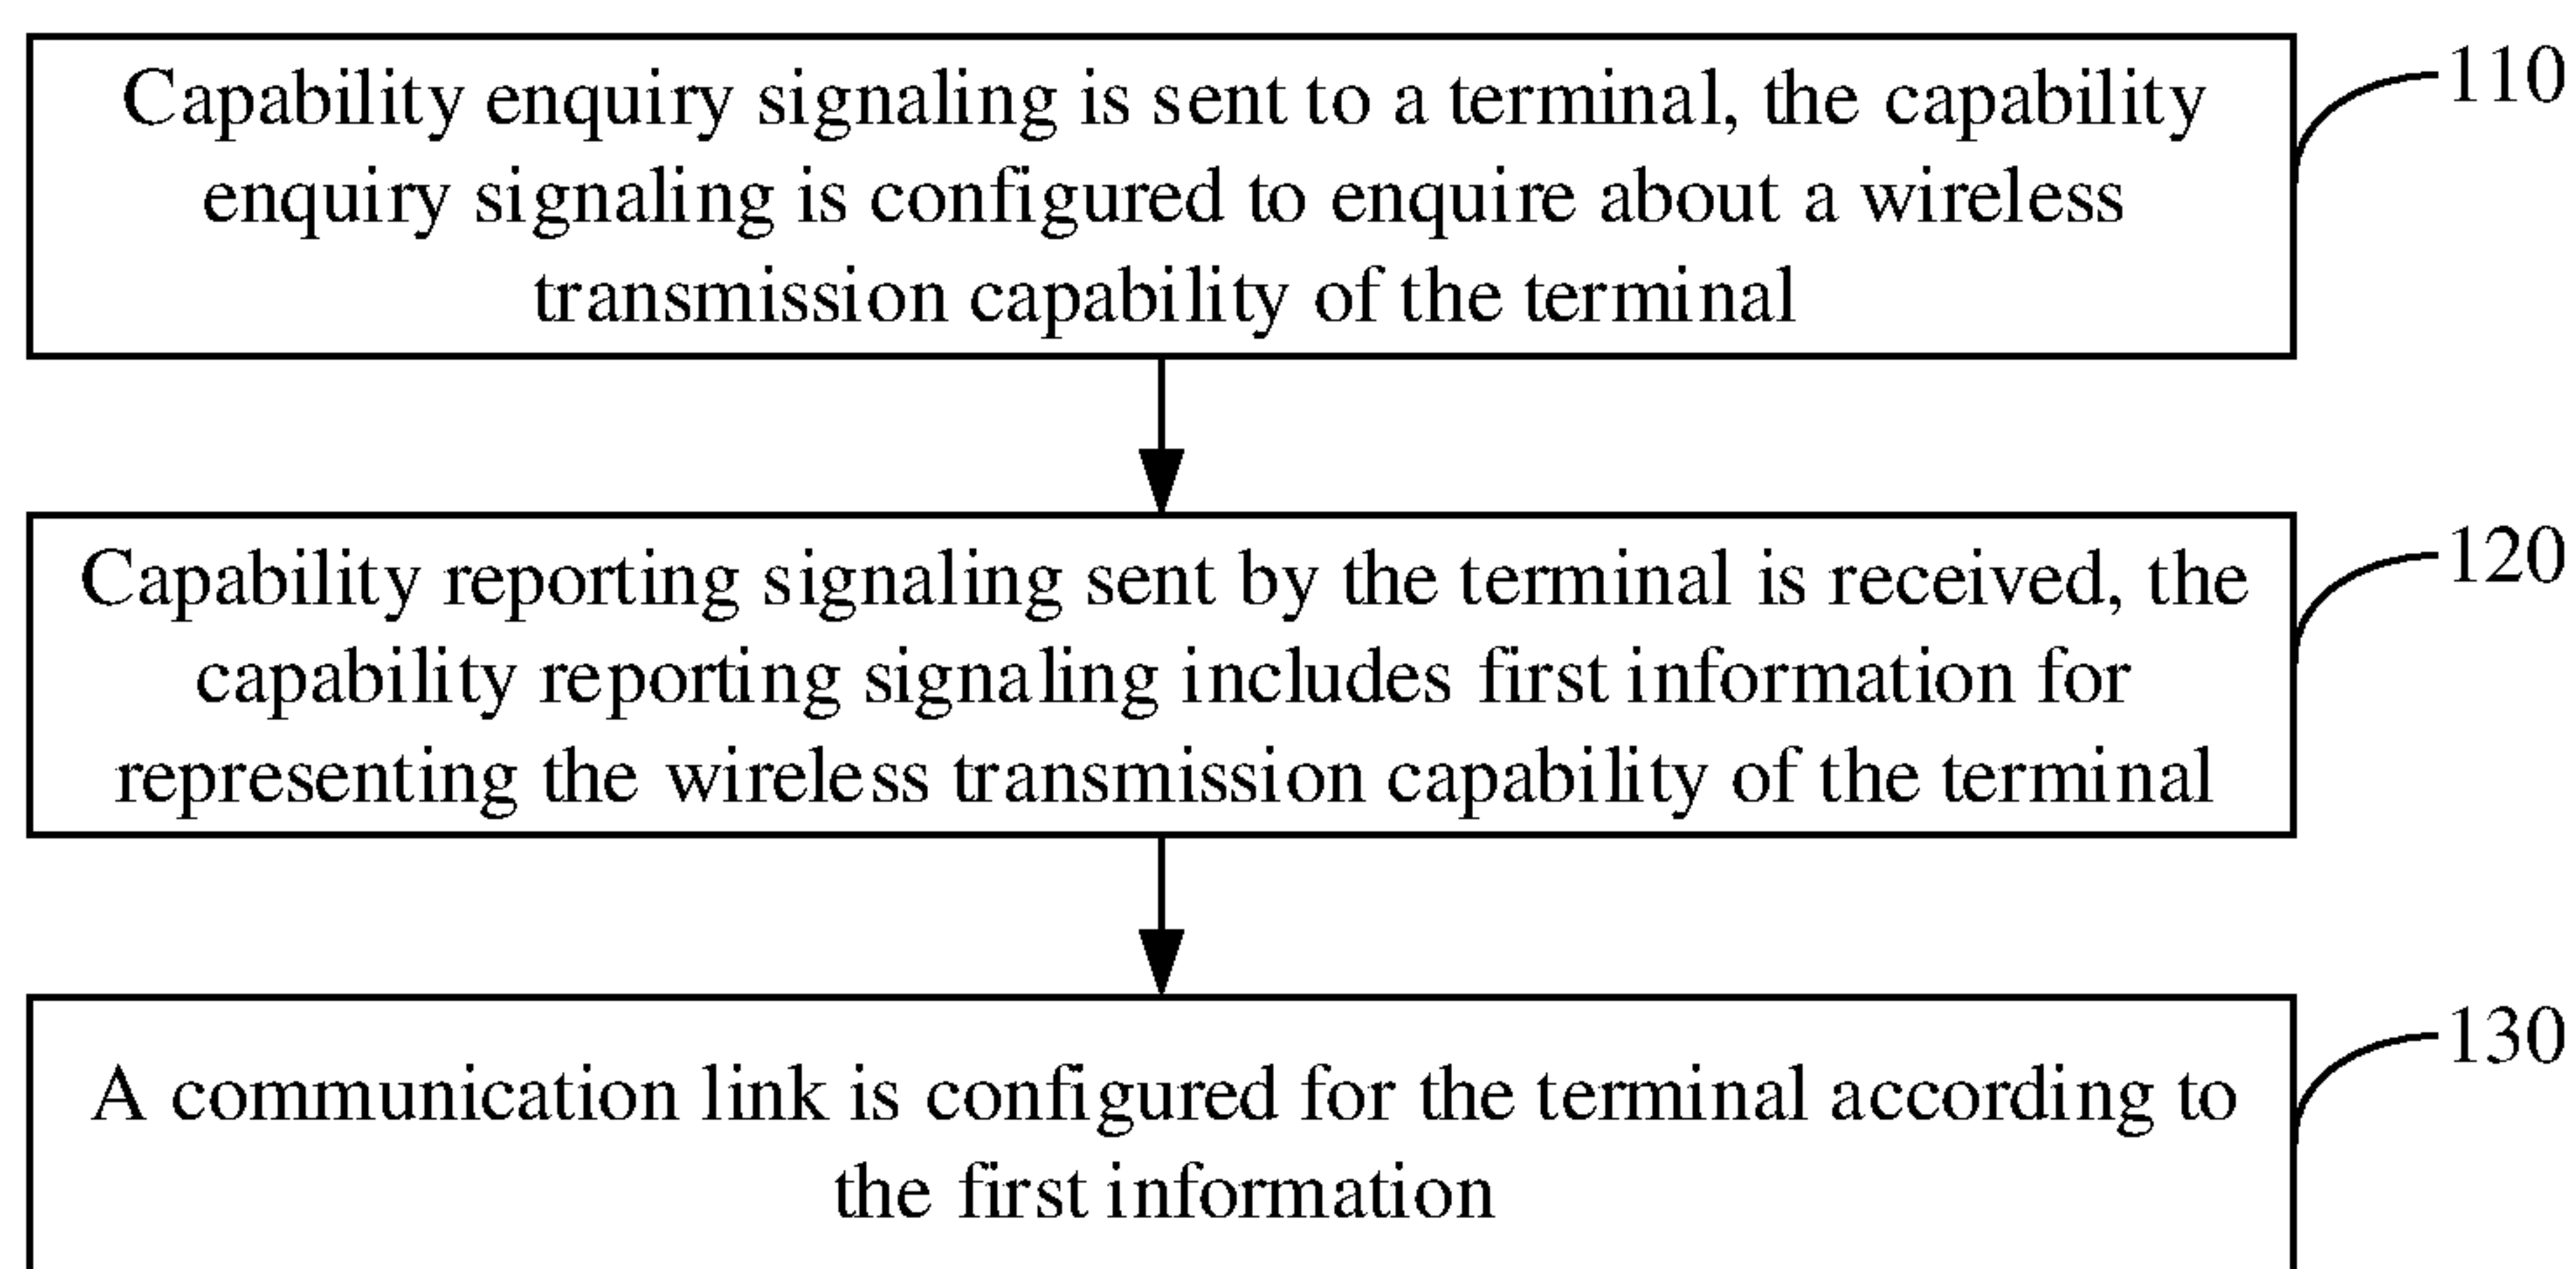 Capability enquiry signaling is sent to a terminal, the capability
enquiry signaling is configured to enquire about a wireless
transmission capability of the terminal
110
Capability reporting signaling sent by the terminal is received, the
capability reporting signaling includes first information for
representing the wireless transmission capability of the terminal
120
A communication link is configured for the terminal according to
the first information
130